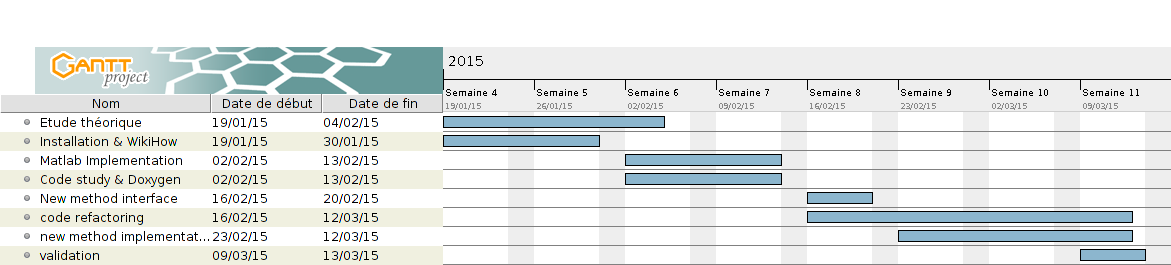 GANTT
project
2015
Semaine 4 Semaine 5 Semaine 6 Semaine 7 Semaine 8 Semaine 9 Semaine 10 Semaine 11
19/01/15 26/01/15 02/02/15 09/02/15 16/02/15 23/02/15 02/03/15 09/03/15
Nom Date de début Date de fin
Etude théorique 19/01/15 04/02/15
Installation & WikiHow 19/01/15 30/01/15
Matlab Implementation 02/02/15 13/02/15
Code study & Doxygen 02/02/15 13/02/15
New method interface 16/02/15 20/02/15
code refactoring 16/02/15 12/03/15
new method implementat... 23/02/15 12/03/15
validation 09/03/15 13/03/15